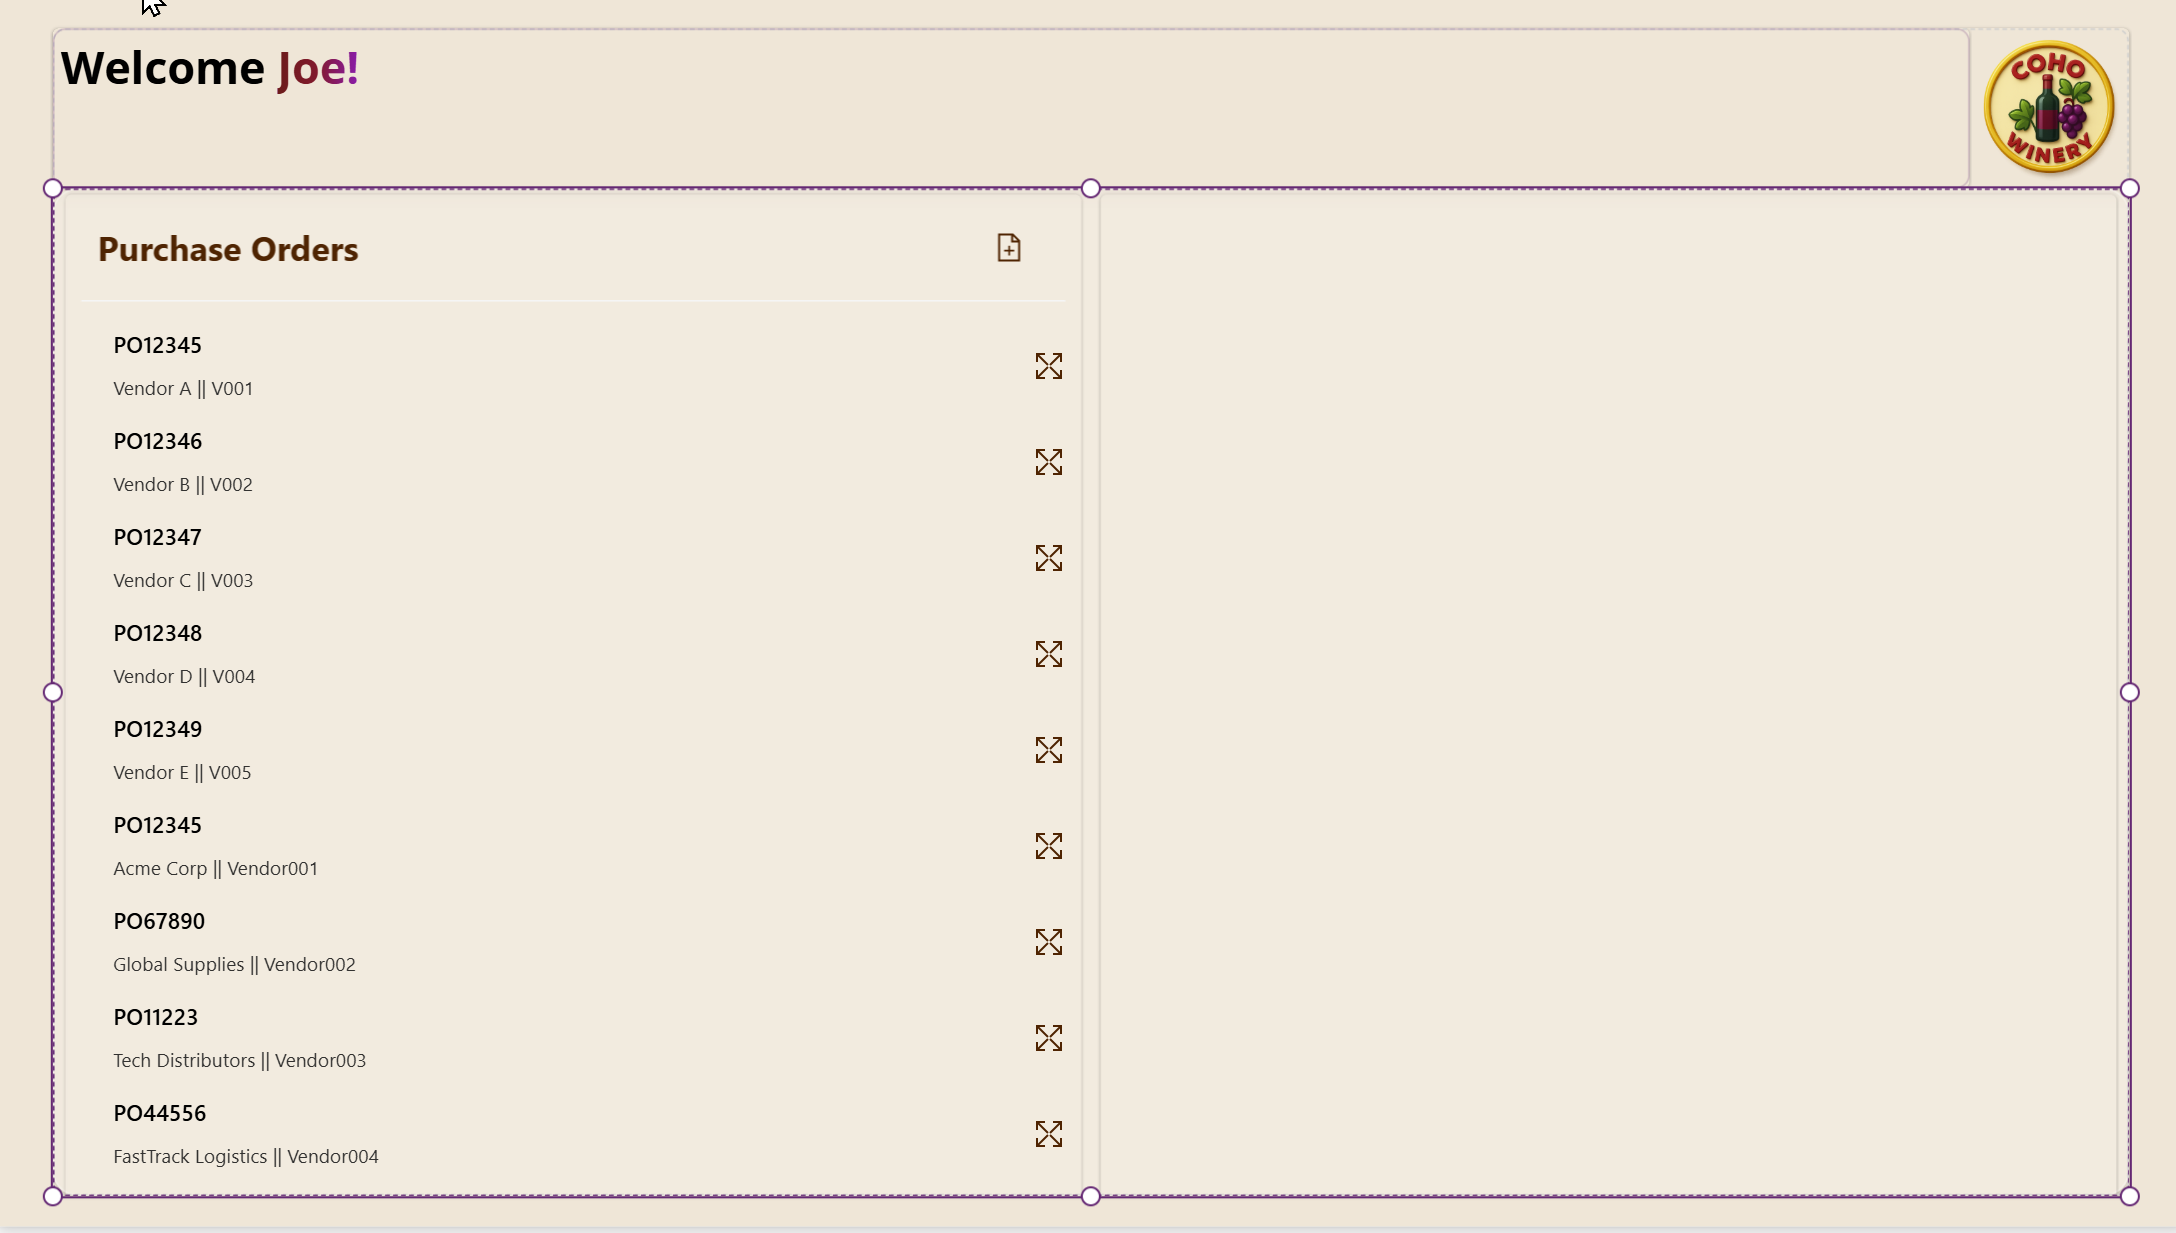 Welcome Joe!
COHO
WINERY
Purchase Orders
PO12345
Vendor A || V001
PO12346
Vendor B || V002
PO12347
Vendor C || V003
PO12348
Vendor D || V004
PO12349
Vendor E || V005
PO12345
Acme Corp || Vendor001
PO67890
Global Supplies || Vendor002
PO11223
Tech Distributors || Vendor003
PO44556
FastTrack Logistics || Vendor004